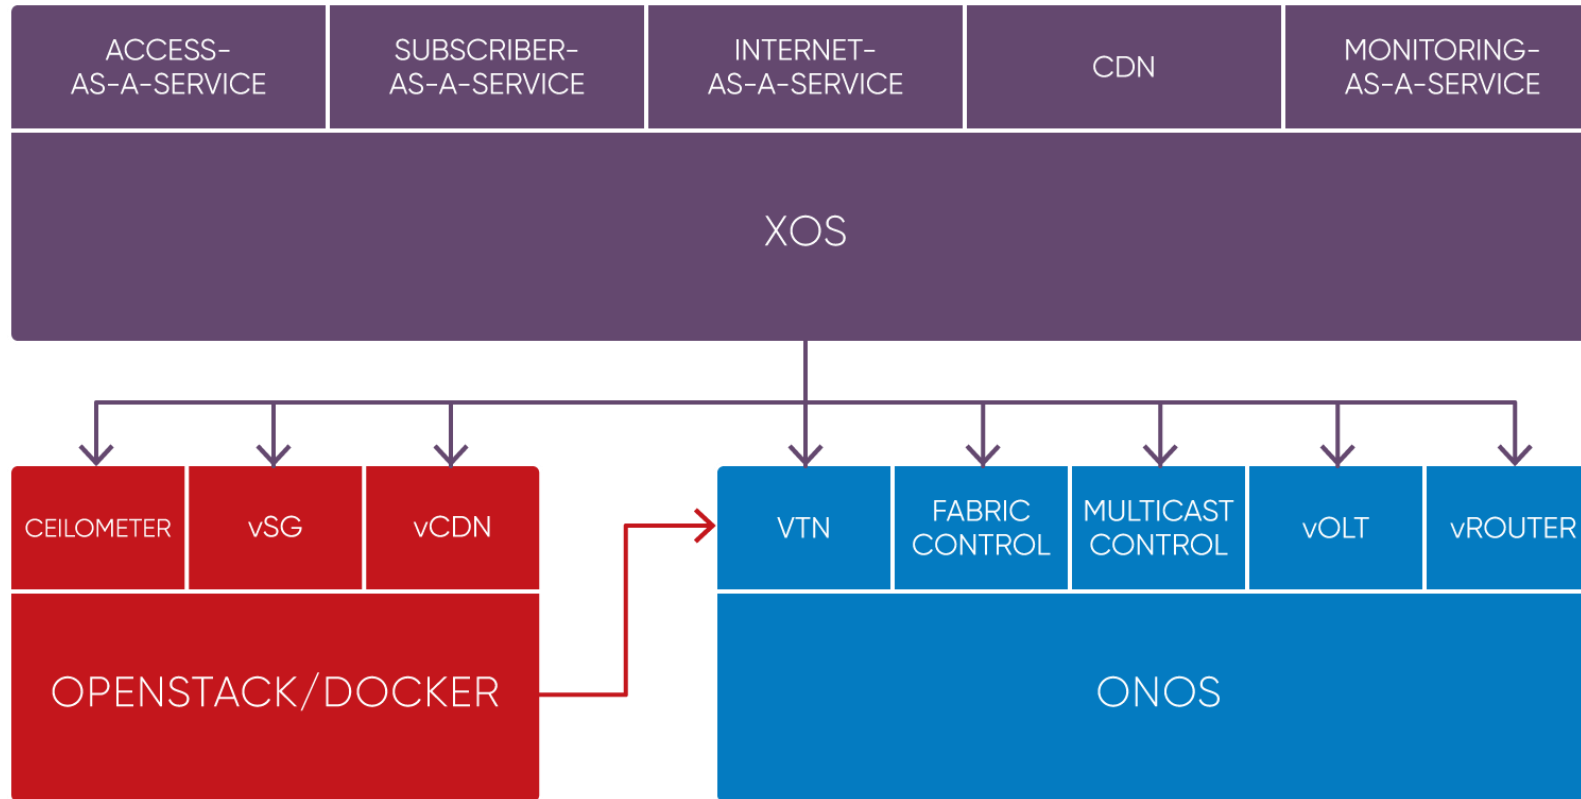 ACCESS-
AS-A-SERVICE
SUBSCRIBER-
AS-A-SERVICE
INTERNET-
AS-A-SERVICE
CDN
MONITORING-
AS-A-SERVICE
XOS
CEILOMETER
vSG
vCDN
VTN
FABRIC
CONTROL
MULTICAST
CONTROL
vOLT
vROUTER
OPENSTACK/DOCKER
ONOS